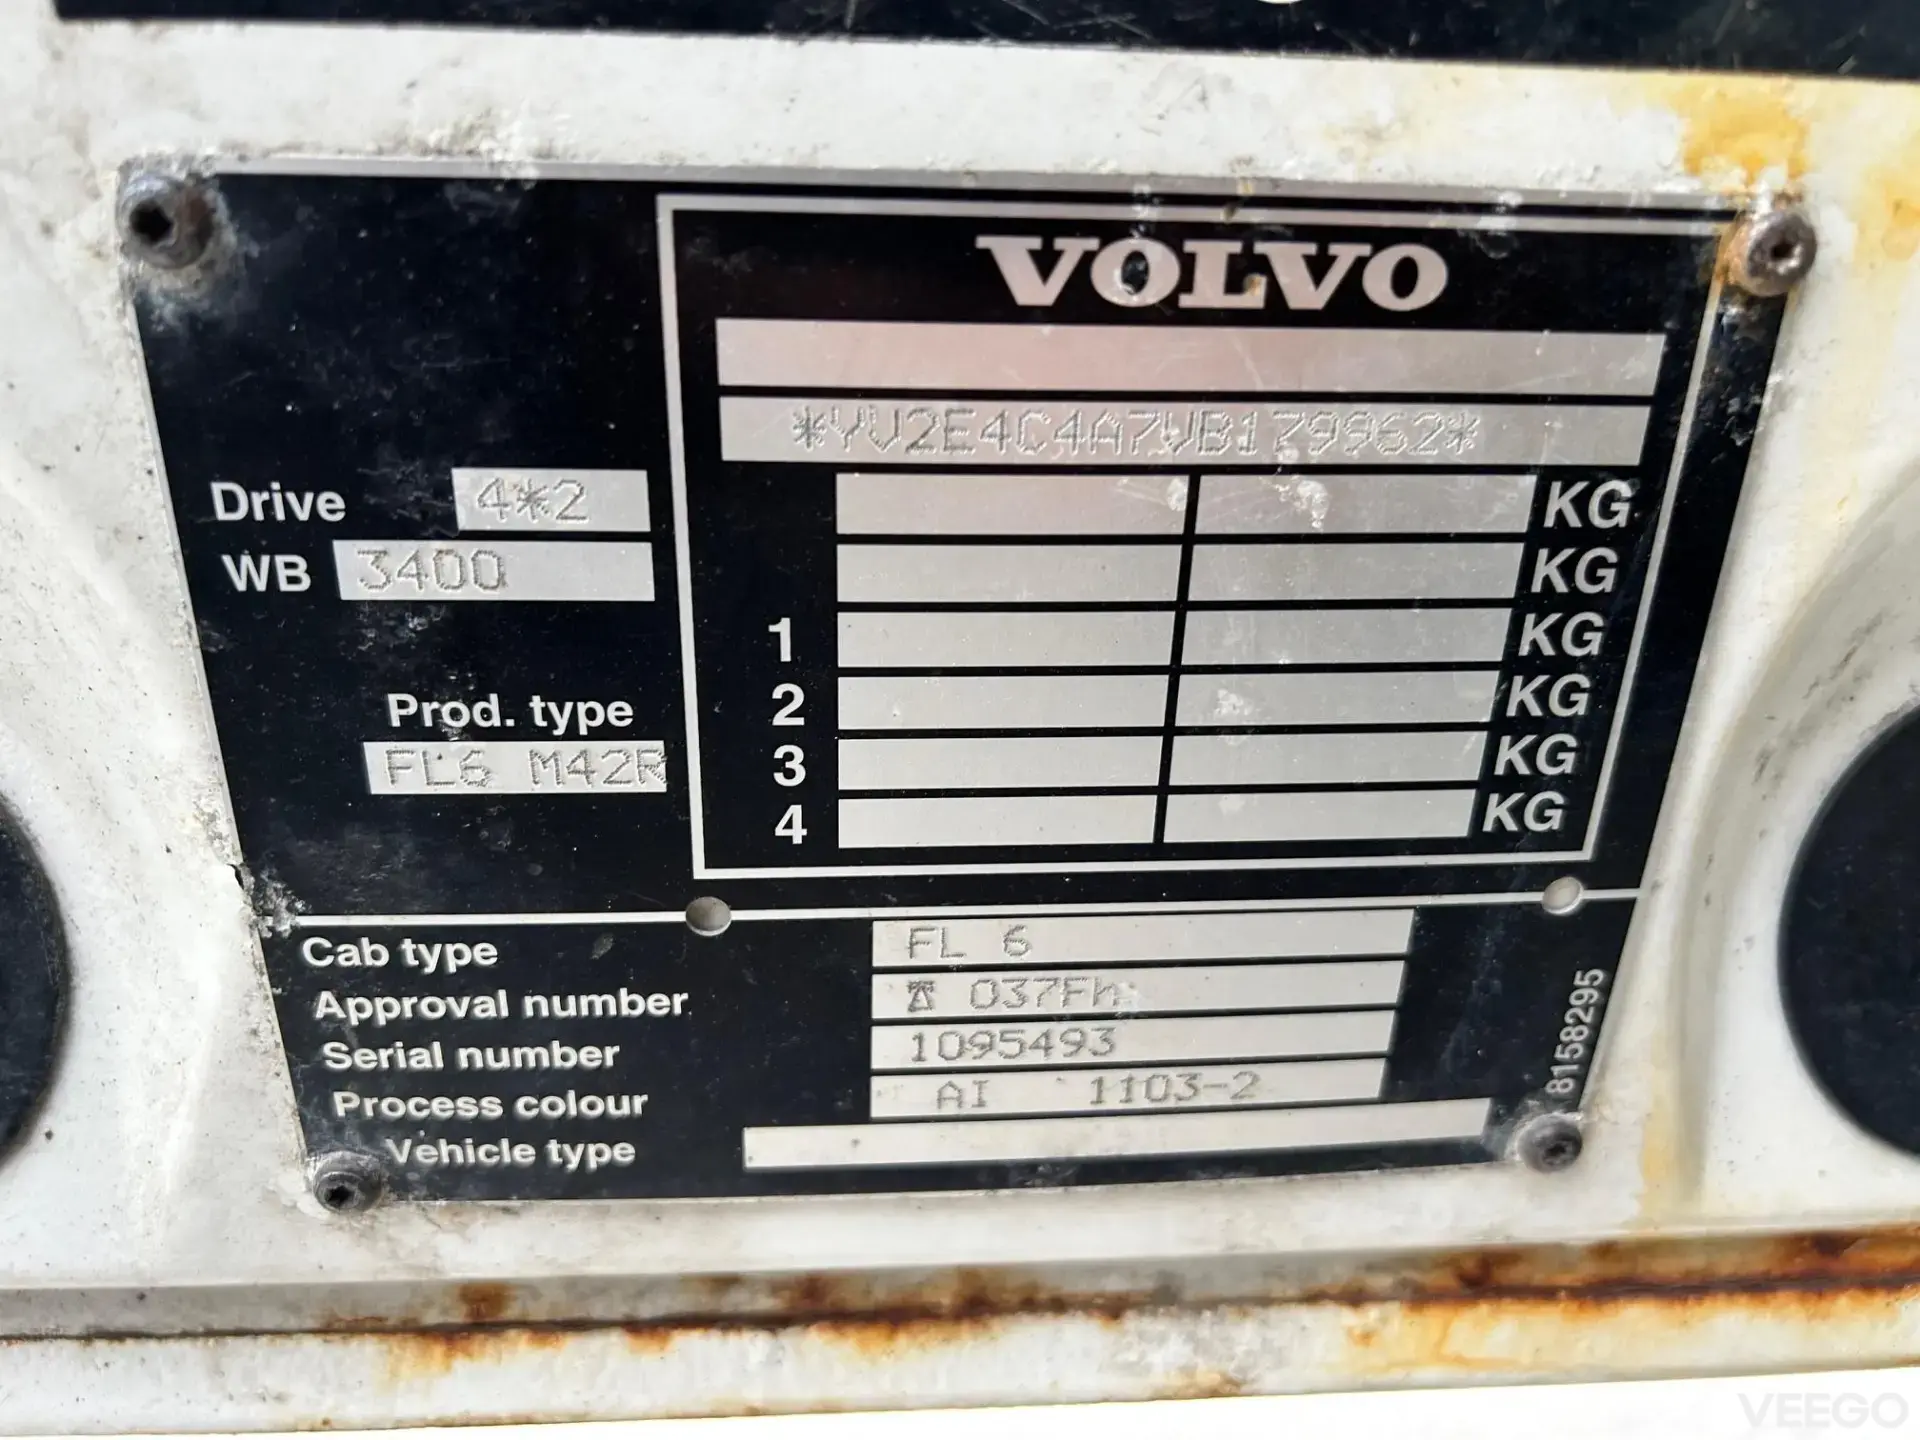 VOLVO
*YV2E4C4A7VB179962*
Drive 4*2
WB 3400
KG
KG
1 KG
2 KG
3 KG
4 KG
Prod. type
FL6 M42R
Cab type FL 6
Approval number 037Fh
Serial number 1095493
Process colour AI 1103-2
Vehicle type
8158295
VEEGO